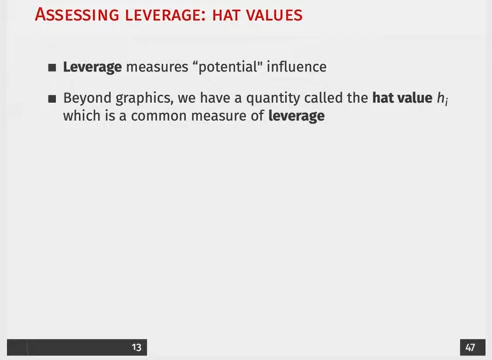 Assessing leverage: hat values
■ Leverage measures “potential" influence
■ Beyond graphics, we have a quantity called the hat value hᵢ
which is a common measure of leverage
13
47